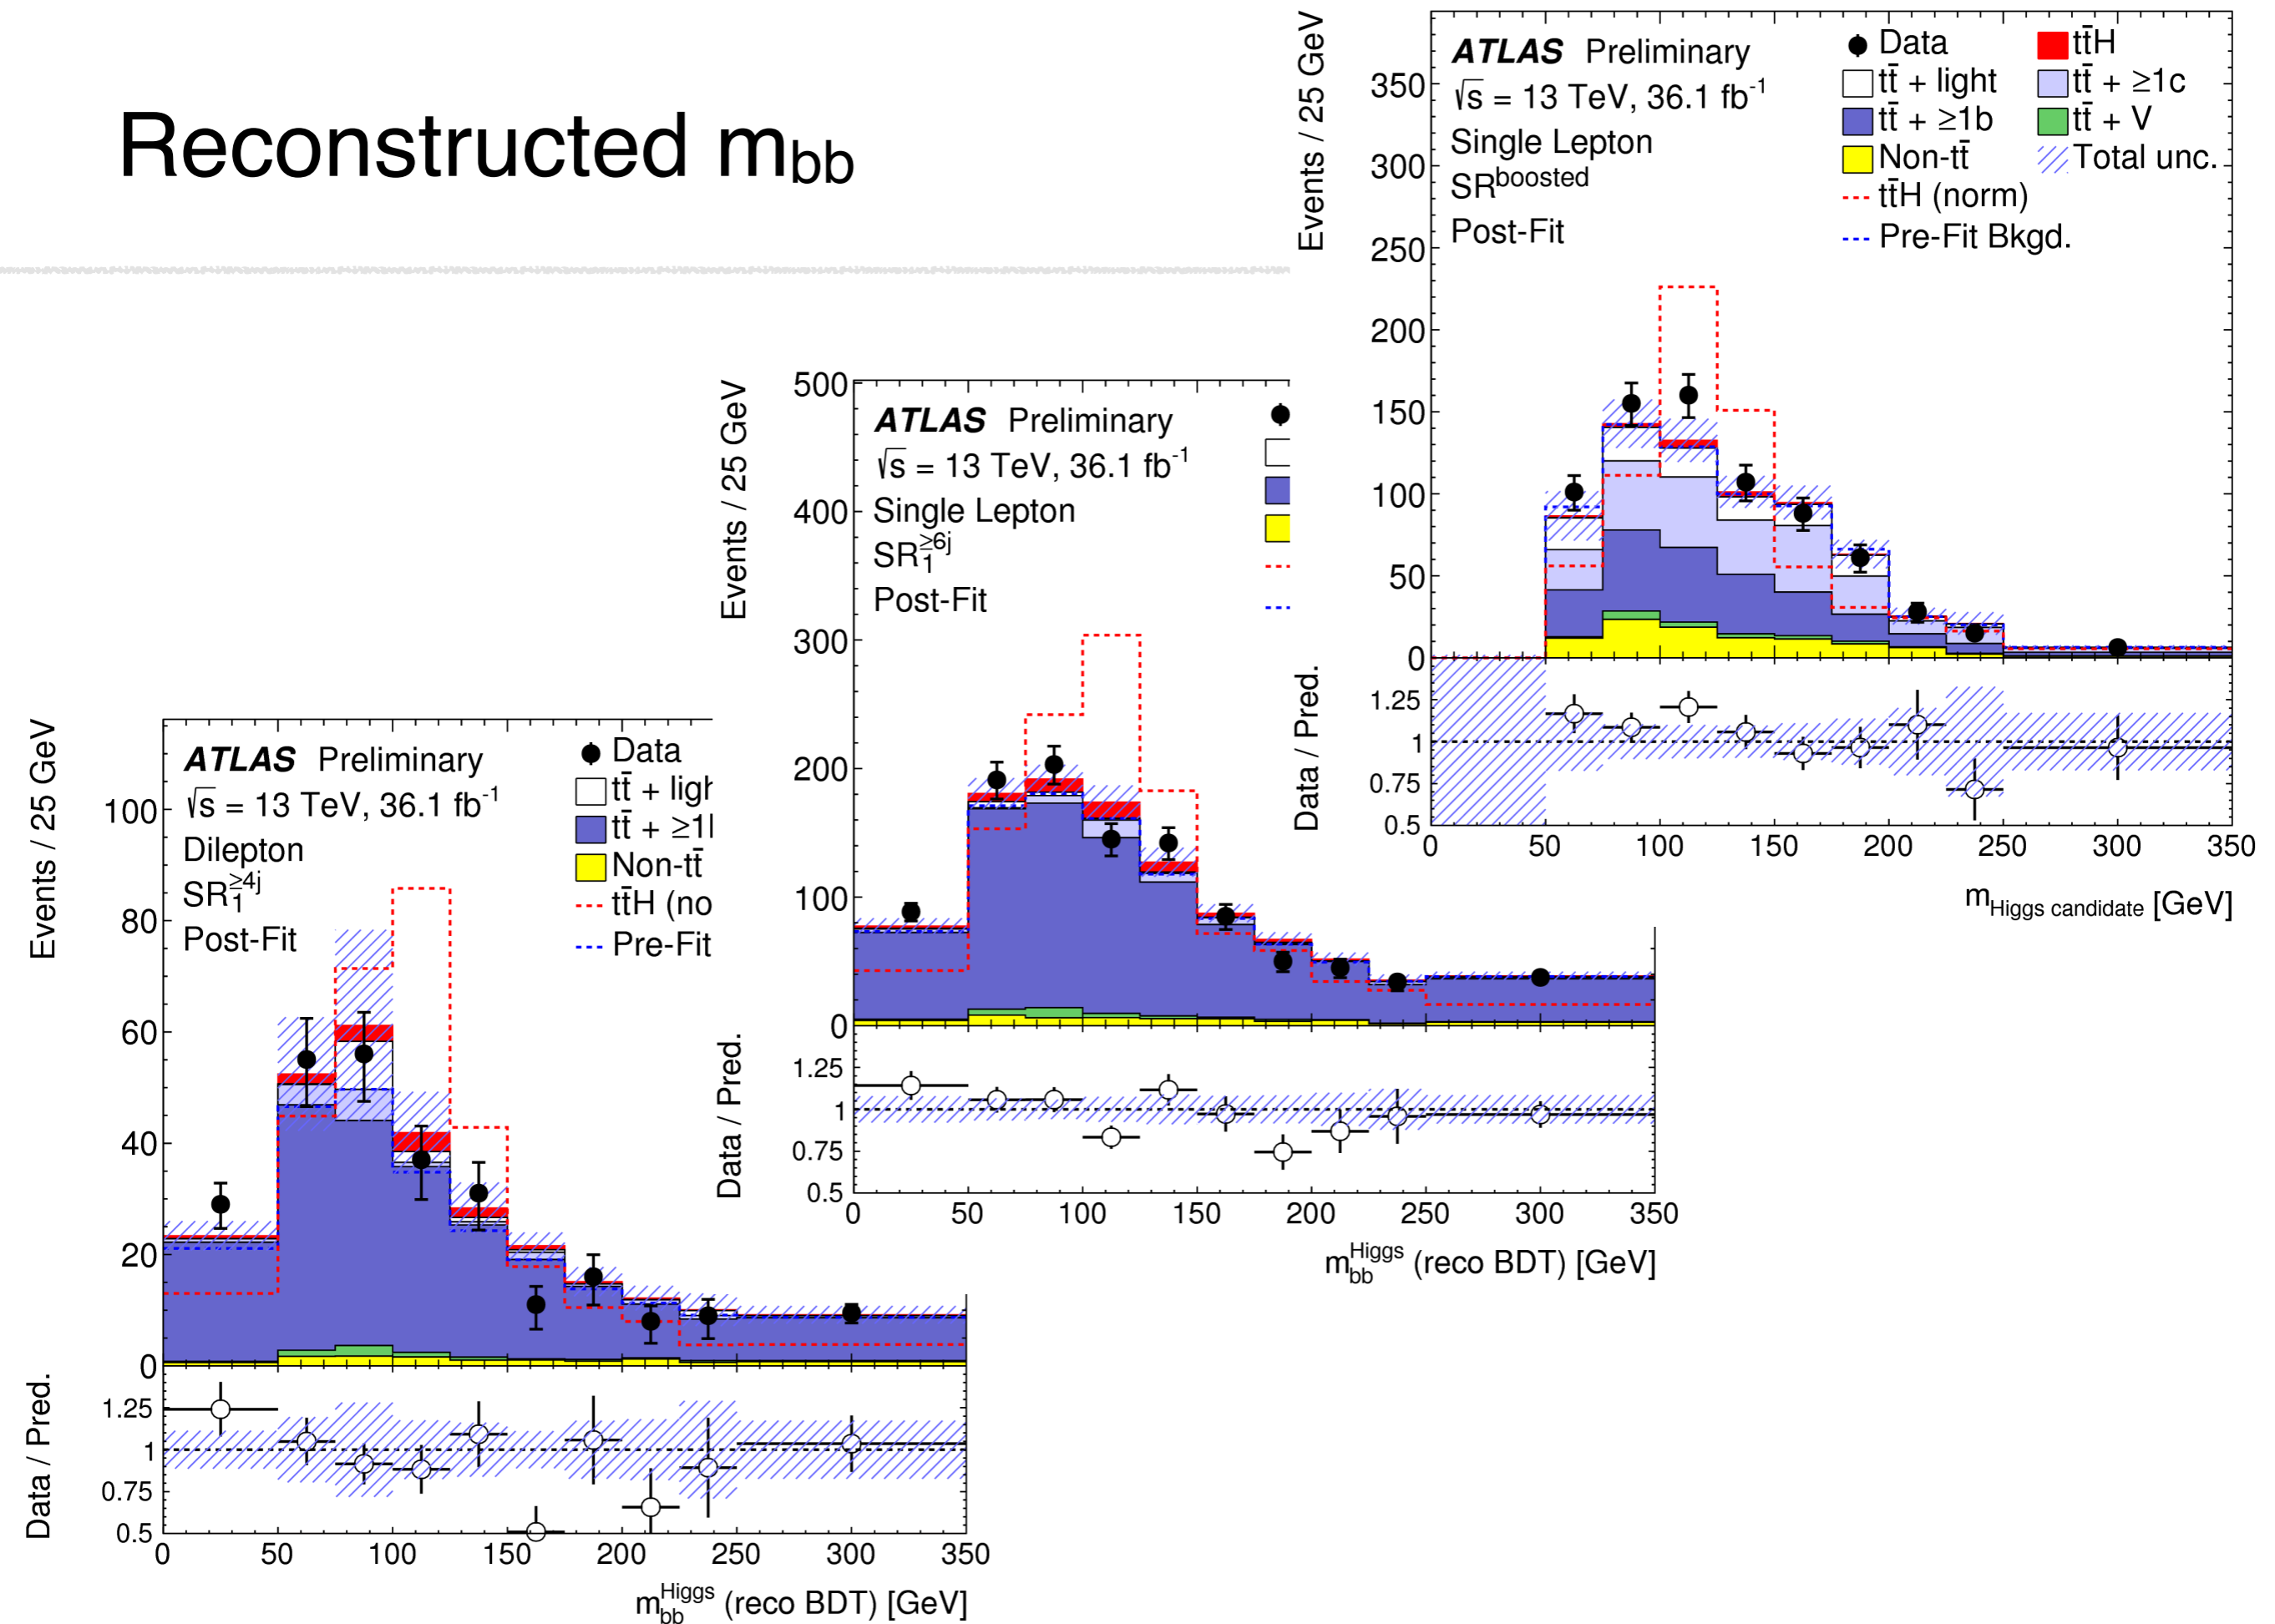 Reconstructed mbb
Events / 25 GeV
ATLAS Preliminary
√s = 13 TeV, 36.1 fb-1
Single Lepton
SRboosted
Post-Fit
Data
tt̄H
tt̄ + light
tt̄ + ≥1c
tt̄ + ≥1b
tt̄ + V
Non-tt̄
Total unc.
tt̄H (norm)
Pre-Fit Bkgd.
350
300
250
200
150
100
50
0
Data / Pred.
1.25
1
0.75
0.5
0 50 100 150 200 250 300 350
mHiggs candidate [GeV]
Events / 25 GeV
500
400
300
200
100
0
ATLAS Preliminary
√s = 13 TeV, 36.1 fb-1
Single Lepton
SR1≥6j
Post-Fit
Data / Pred.
1.25
1
0.75
0.5
0 50 100 150 200 250 300 350
mbbHiggs (reco BDT) [GeV]
Events / 25 GeV
100
80
60
40
20
0
ATLAS Preliminary
√s = 13 TeV, 36.1 fb-1
Dilepton
SR1≥4j
Post-Fit
Data
tt̄ + ligh
tt̄ + ≥1
Non-tt̄
tt̄H (no
Pre-Fit
Data / Pred.
1.25
1
0.75
0.5
0 50 100 150 200 250 300 350
mbbHiggs (reco BDT) [GeV]